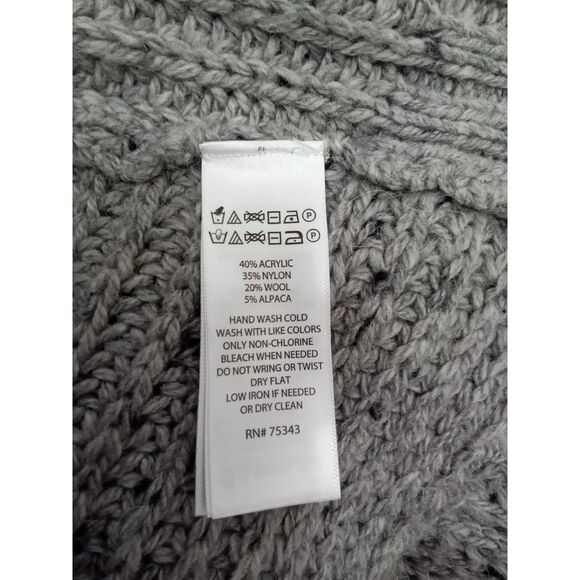 P
P
40% ACRYLIC
35% NYLON
20% WOOL
5% ALPACA
HAND WASH COLD
WASH WITH LIKE COLORS
ONLY NON-CHLORINE
BLEACH WHEN NEEDED
DO NOT WRING OR TWIST
DRY FLAT
LOW IRON IF NEEDED
OR DRY CLEAN
RN# 75343